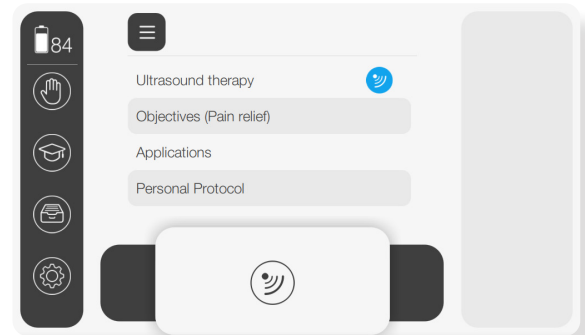 84
Ultrasound therapy
Objectives (Pain relief)
Applications
Personal Protocol